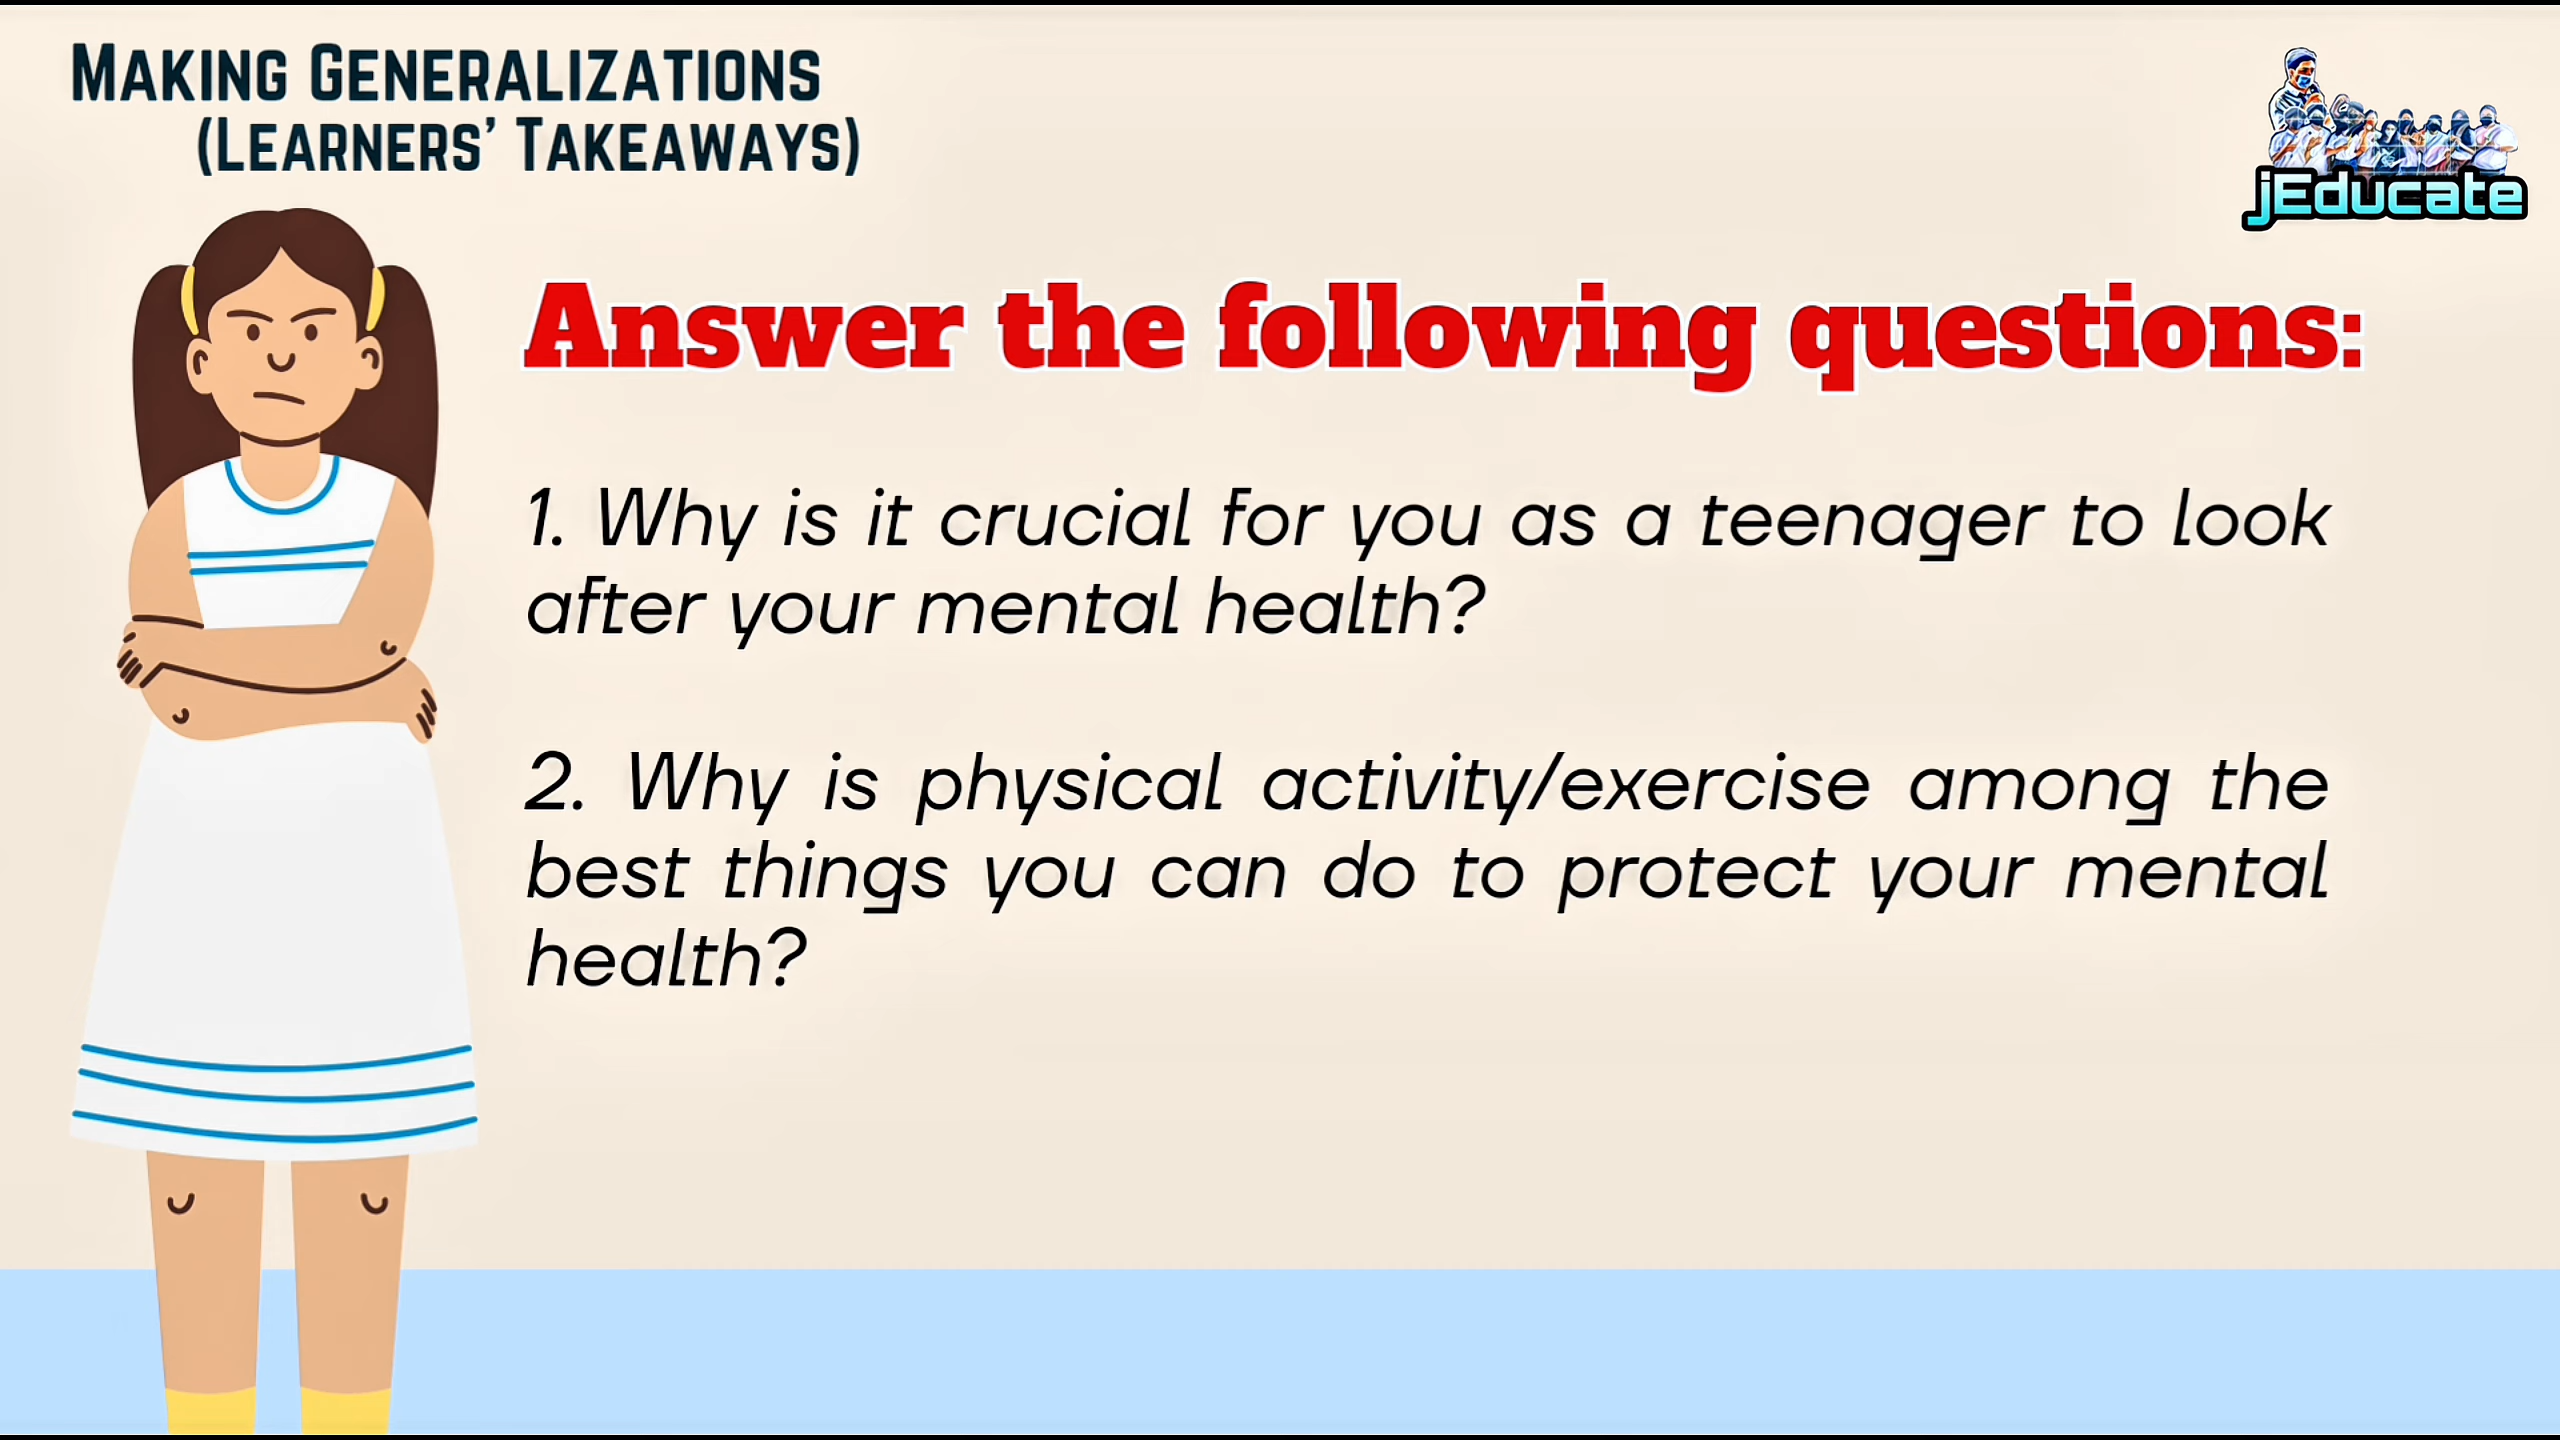 MAKING GENERALIZATIONS
(LEARNERS' TAKEAWAYS)
jEducate
Answer the following questions:
1. Why is it crucial for you as a teenager to look
after your mental health?
2. Why is physical activity/exercise among the
best things you can do to protect your mental
health?